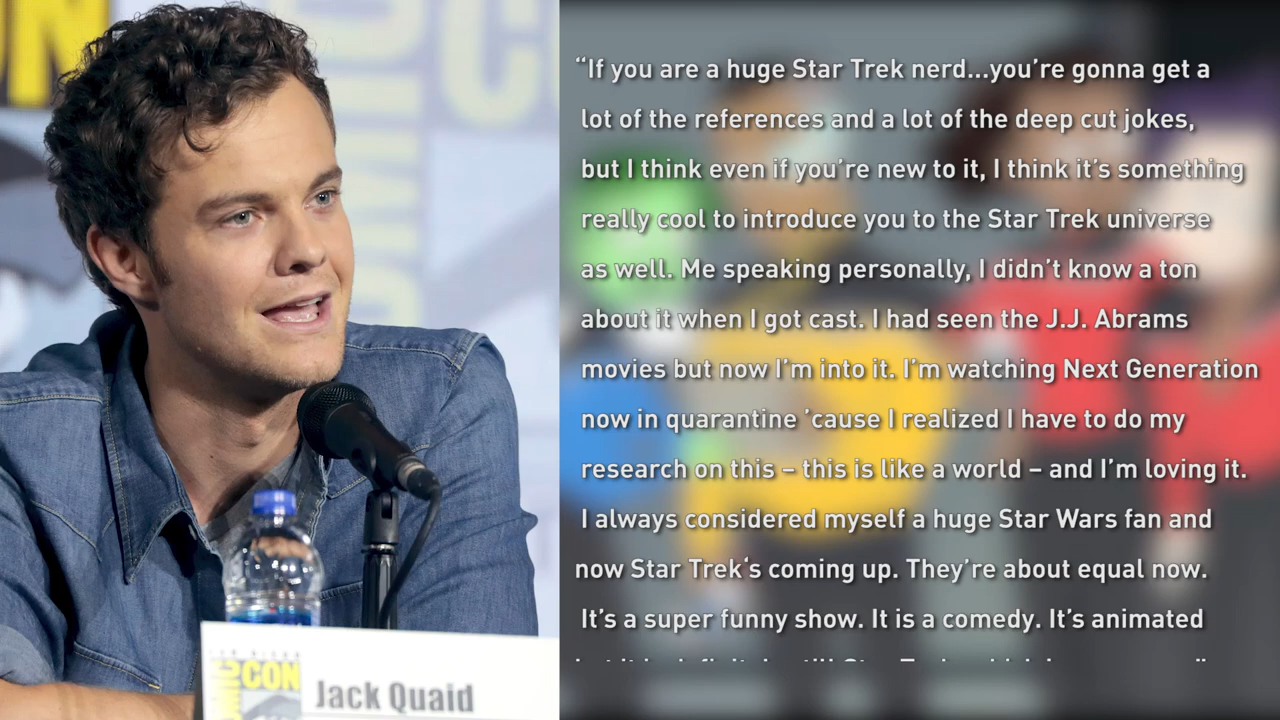 “If you are a huge Star Trek nerd...you’re gonna get a
lot of the references and a lot of the deep cut jokes,
but I think even if you’re new to it, I think it’s something
really cool to introduce you to the Star Trek universe
as well. Me speaking personally, I didn’t know a ton
about it when I got cast. I had seen the J.J. Abrams
movies but now I’m into it. I’m watching Next Generation
now in quarantine ’cause I realized I have to do my
research on this – this is like a world – and I’m loving it.
I always considered myself a huge Star Wars fan and
now Star Trek‘s coming up. They’re about equal now.
It’s a super funny show. It is a comedy. It’s animated
COMIC CON
Jack Quaid